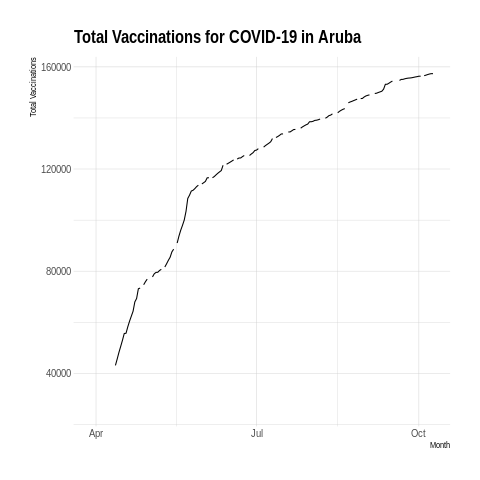 Total Vaccinations for COVID-19 in Aruba
Total Vaccinations
160000
120000
80000
40000
Apr
Jul
Oct
Month